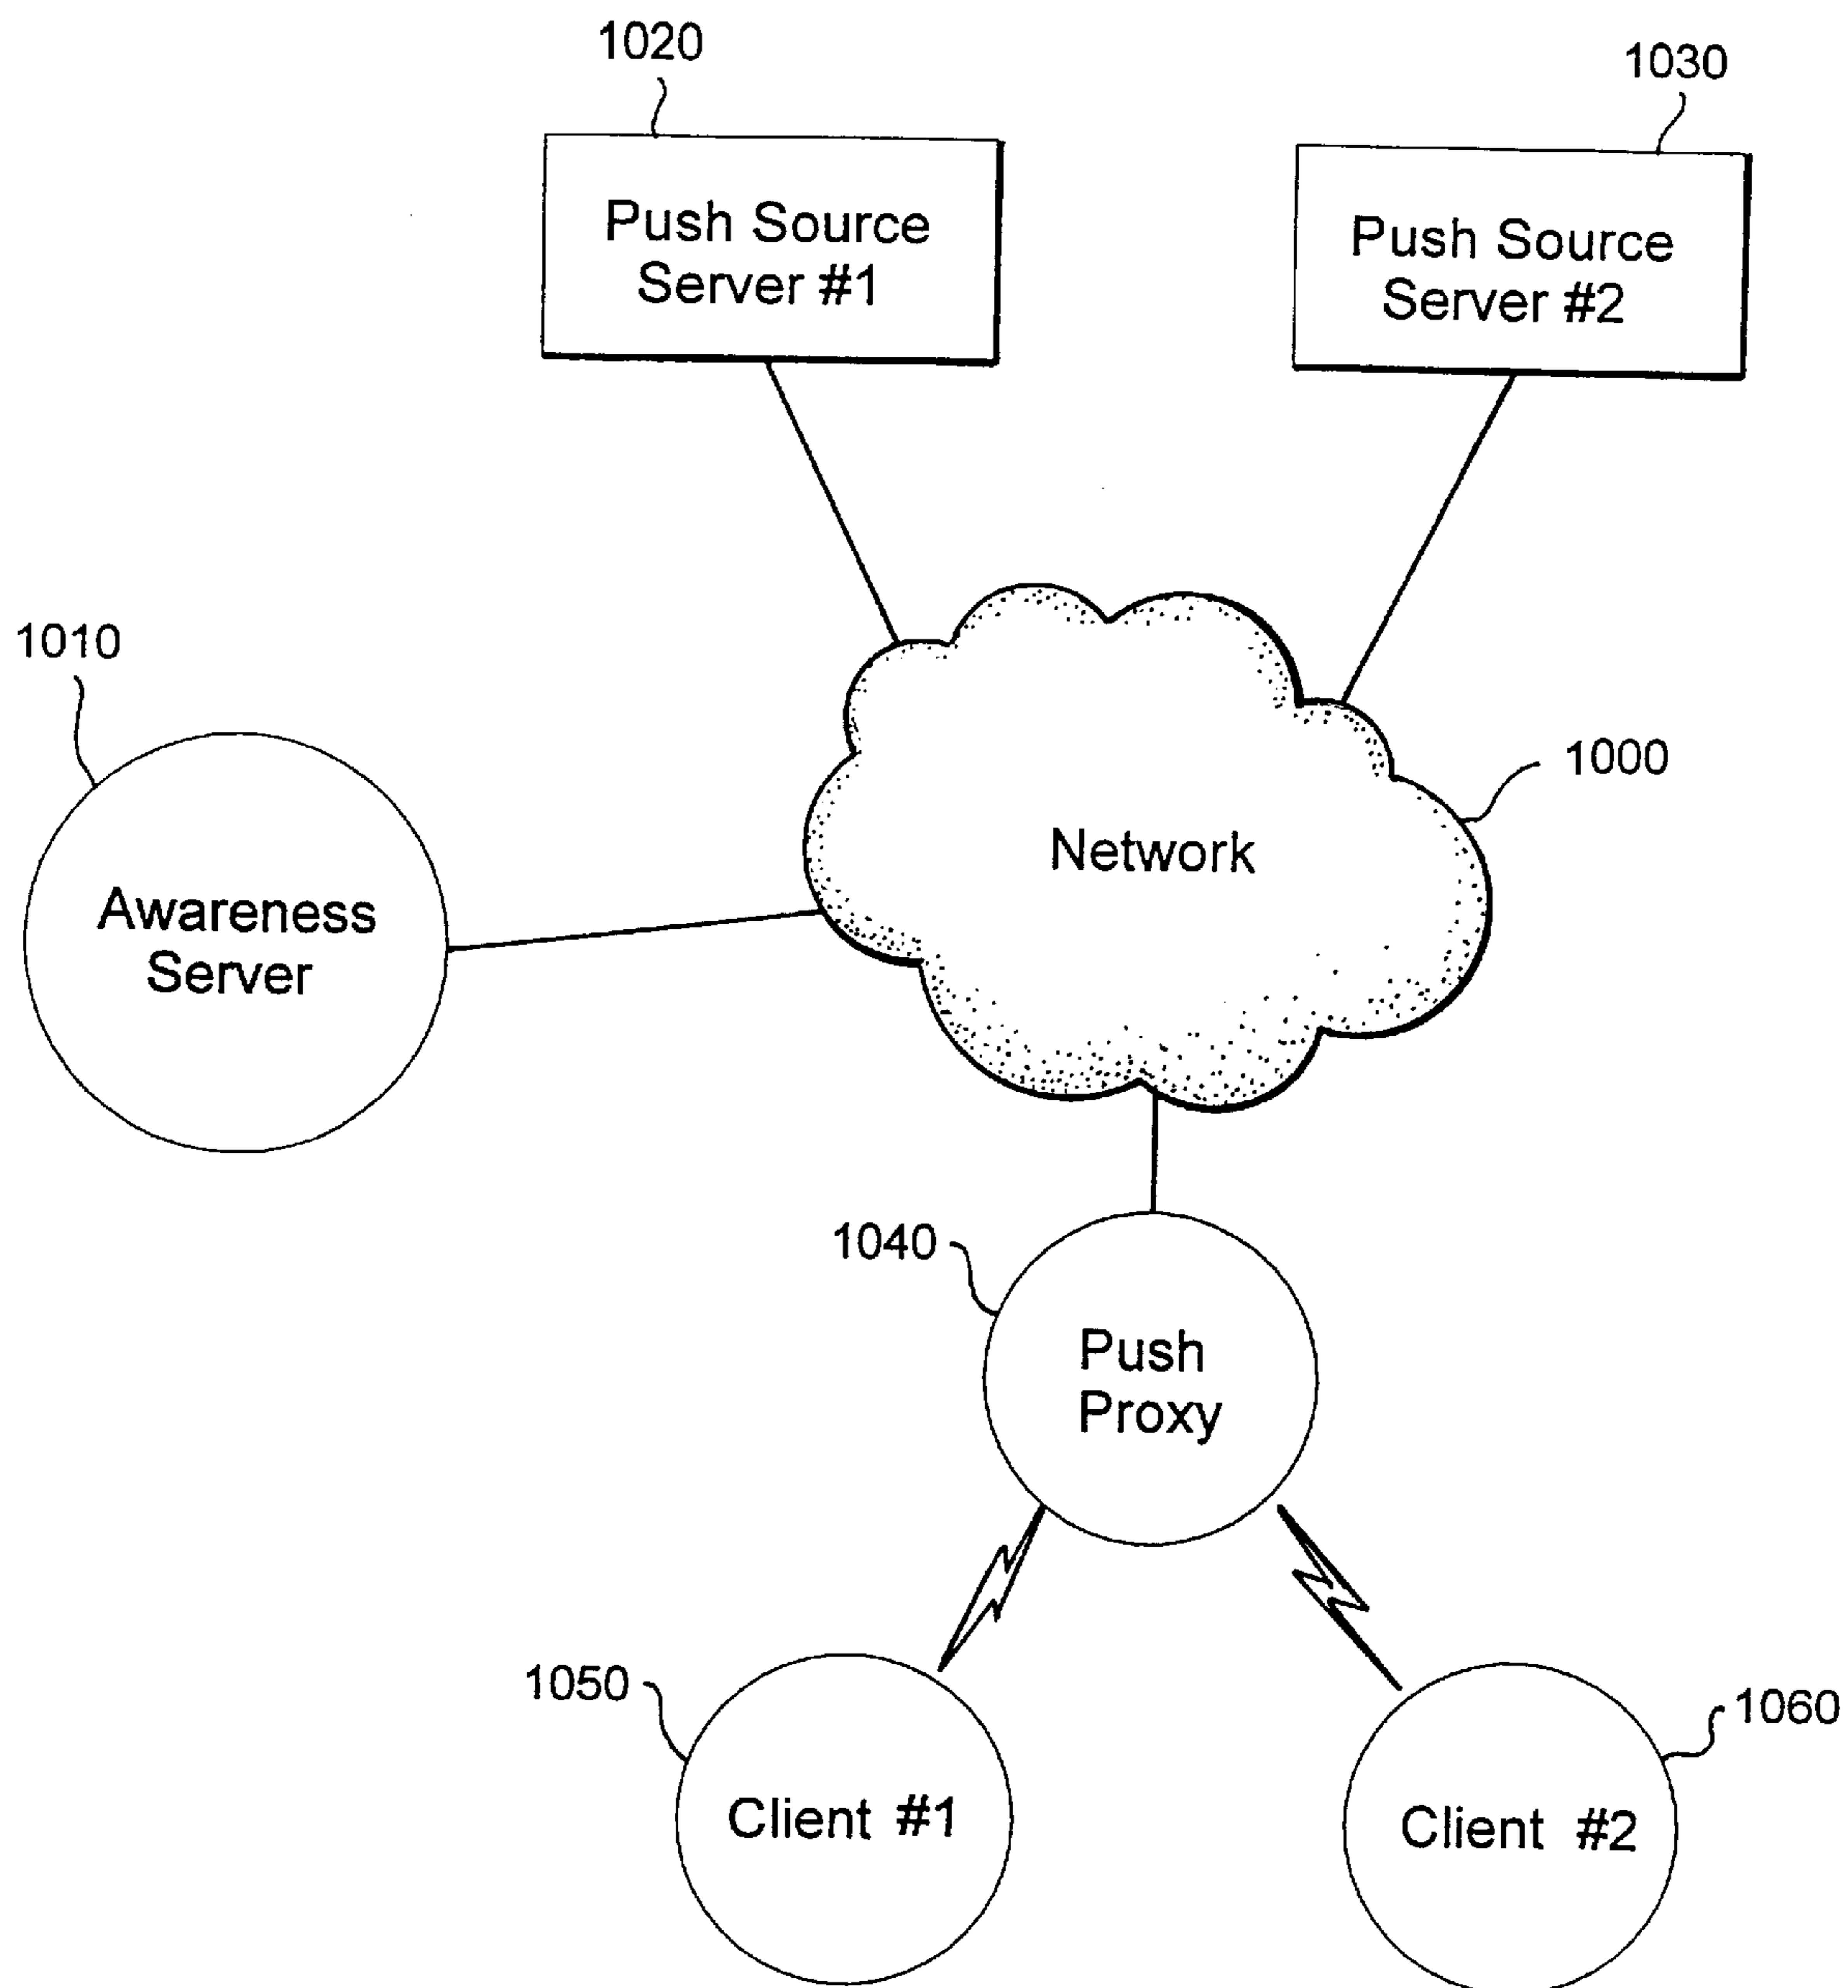 1020
1030
Push Source
Server #1
Push Source
Server #2
1010
1000
Network
Awareness
Server
1040
Push
Proxy
1050
1060
Client #1
Client #2